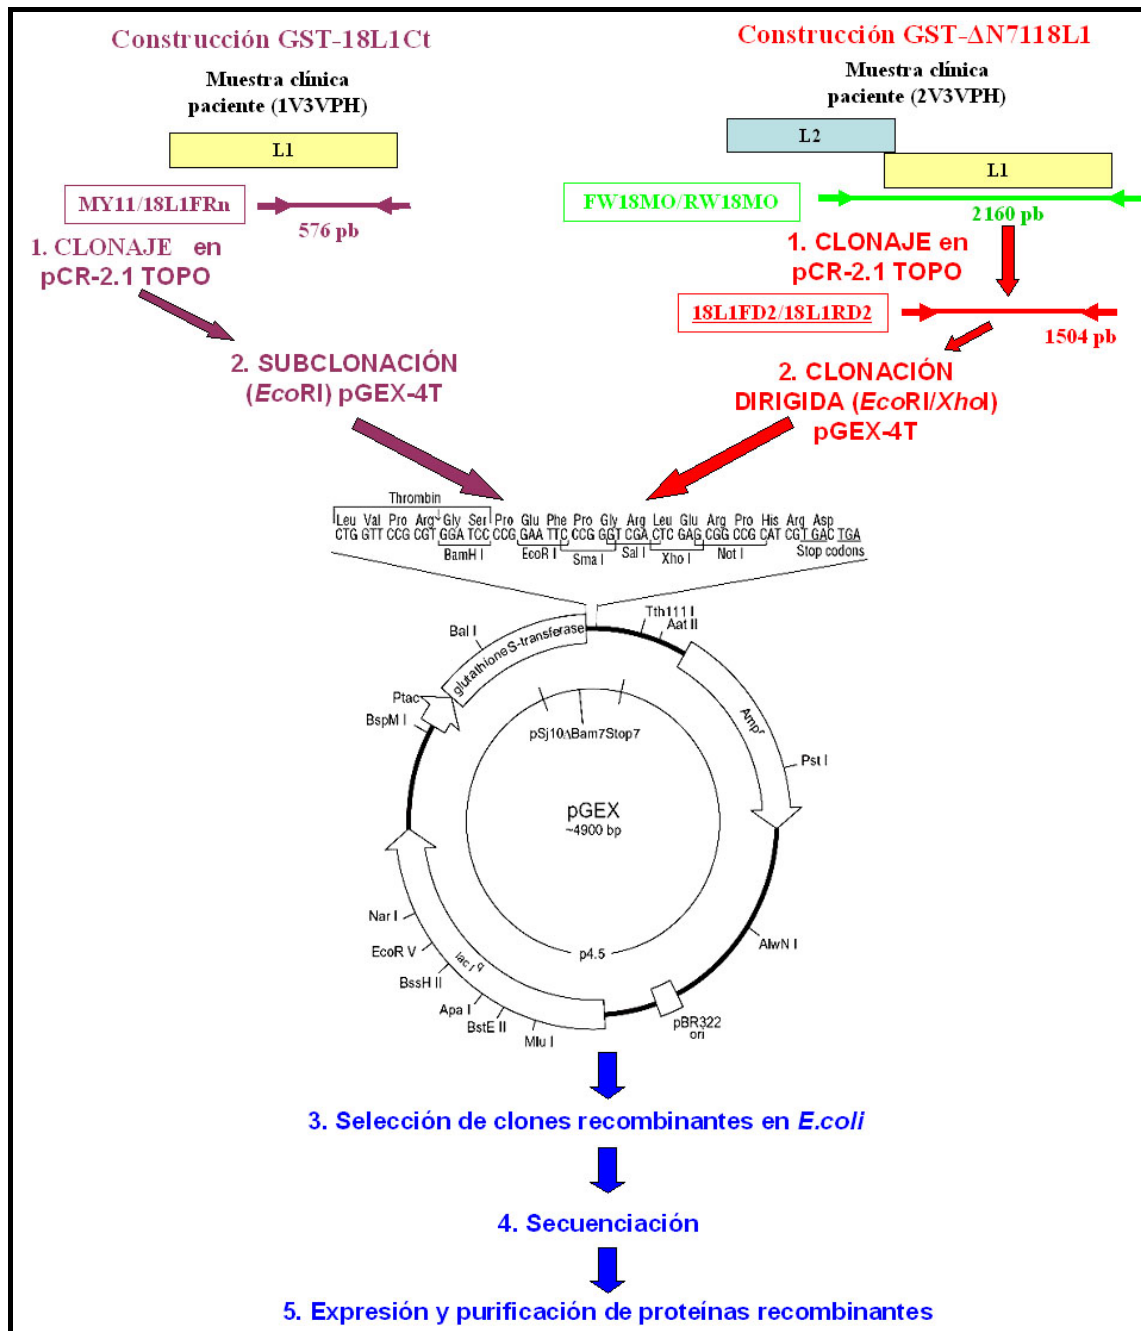 Construcción GST-18L1Ct
Muestra clínica
paciente (1V3VPH)
L1
MY11/18L1FRn
576 pb
1. CLONAJE en
pCR-2.1 TOPO
2. SUBCLONACIÓN
(EcoRI) pGEX-4T
Construcción GST-ΔN7118L1
Muestra clínica
paciente (2V3VPH)
L2
L1
FW18MO/RW18MO
2160 pb
1. CLONAJE en
pCR-2.1 TOPO
18L1FD2/18L1RD2
1504 pb
2. CLONACIÓN
DIRIGIDA (EcoRI/XhoI)
pGEX-4T
Thrombin
Leu Val Pro Arg Gly Ser Pro Glu Phe Pro Gly Arg Leu Glu Arg Pro His Arg Asp
CTG GTT CCG CGT GGA TCC CCG GAA TTC CCG GGT CGA CTC GAG CGG CCG CAT CGT GAC TGA
BamH I
EcoR I
Sma I
Sal I
Xho I
Not I
Stop codons
Tth111 I
Aat II
Bal I
glutathione S-transferase
Ptac
BspM I
pSj10ΔBam7Stop7
Ampr
Pst I
pGEX
~4900 bp
Nar I
EcoR V
BssH II
Apa I
BstE II
Mlu I
lac Iq
p4.5
AlwN I
pBR322
ori
3. Selección de clones recombinantes en E.coli
4. Secuenciación
5. Expresión y purificación de proteínas recombinantes